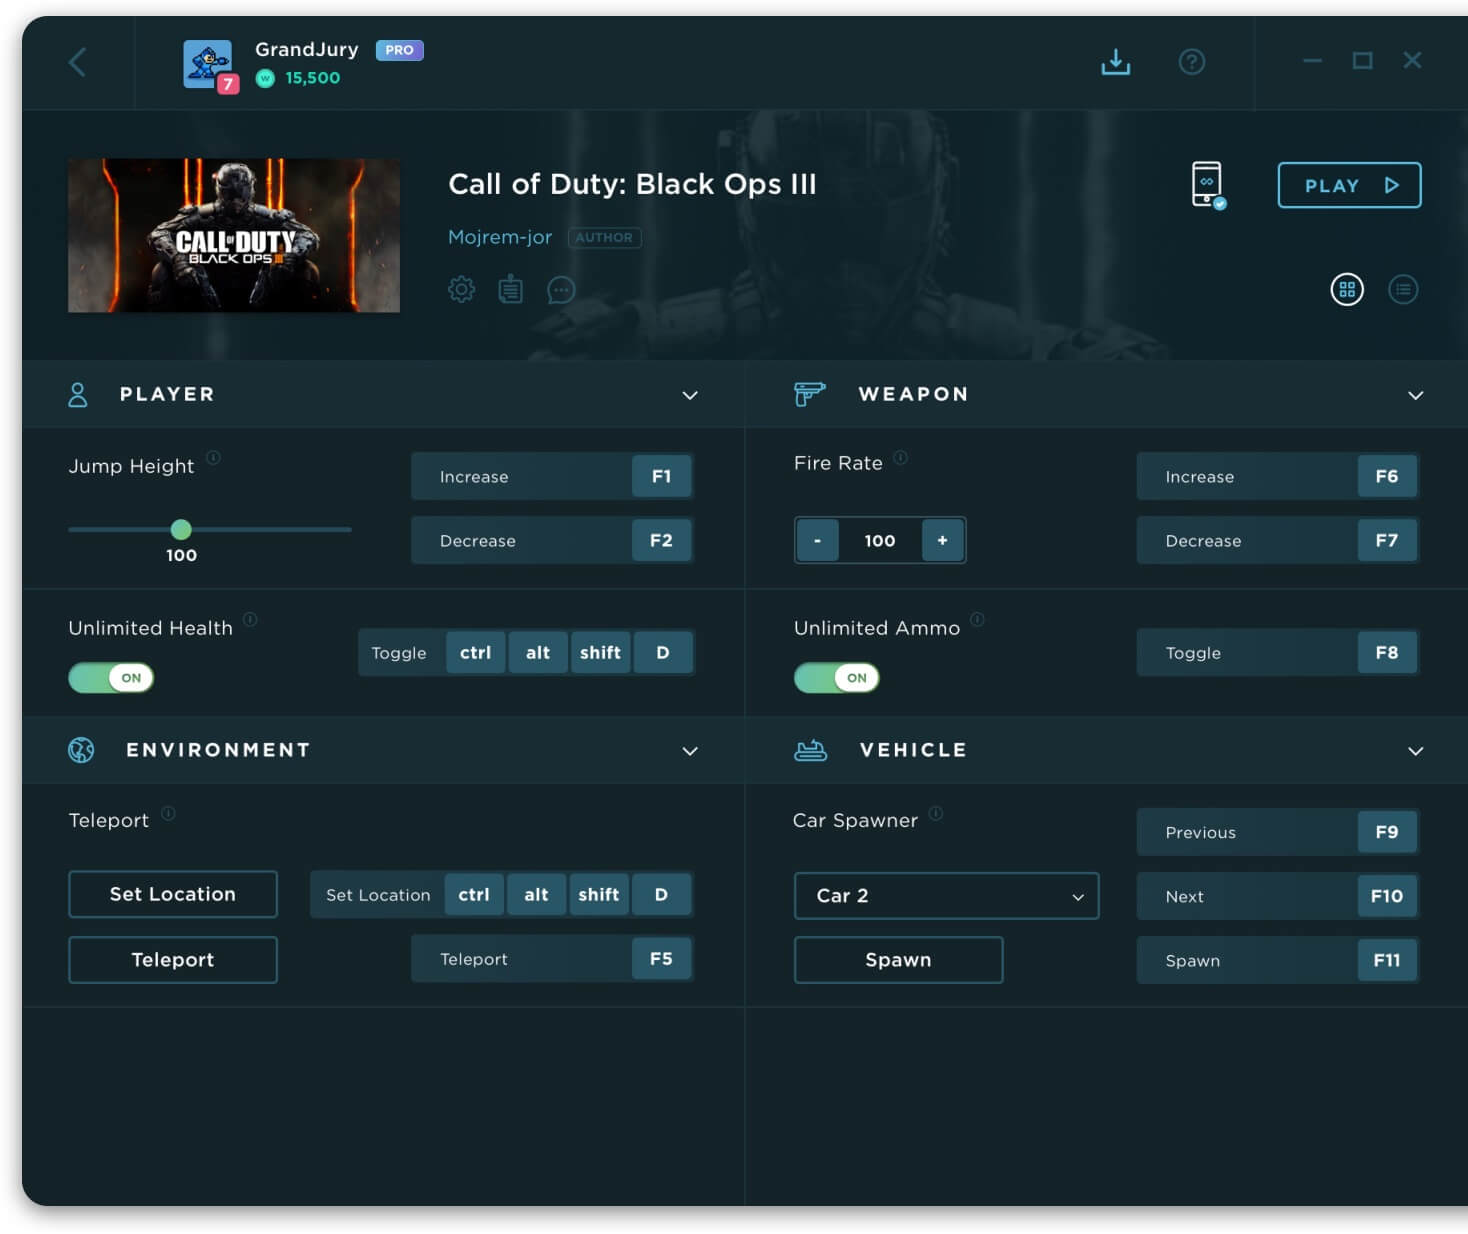 GrandJury PRO
7
15,500
CALL OF DUTY
BLACK OPS III
Call of Duty: Black Ops III
PLAY
Mojrem-jor AUTHOR
PLAYER
Jump Height
100
Increase F1
Decrease F2
Unlimited Health
ON
Toggle ctrl alt shift D
WEAPON
Fire Rate
- 100 +
Increase F6
Decrease F7
Unlimited Ammo
ON
Toggle F8
ENVIRONMENT
Teleport
Set Location
Set Location ctrl alt shift D
Teleport
Teleport F5
VEHICLE
Car Spawner
Previous F9
Car 2
Next F10
Spawn
Spawn F11